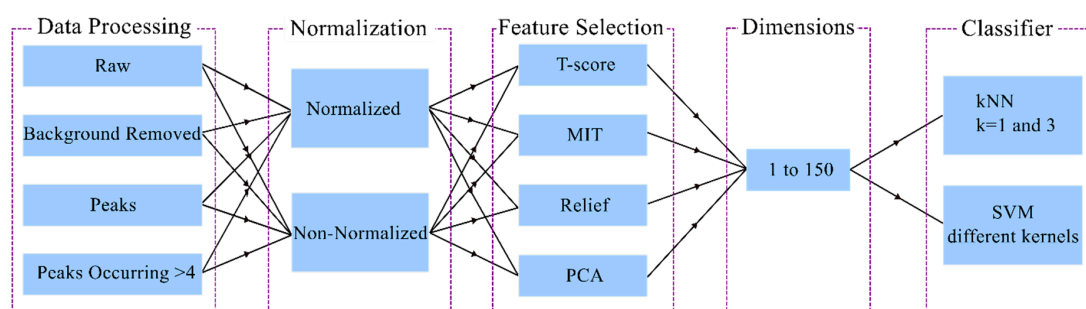 Data Processing
Raw
Background Removed
Peaks
Peaks Occurring >4
Normalization
Normalized
Non-Normalized
Feature Selection
T-score
MIT
Relief
PCA
Dimensions
1 to 150
Classifier
kNN
k=1 and 3
SVM
different kernels